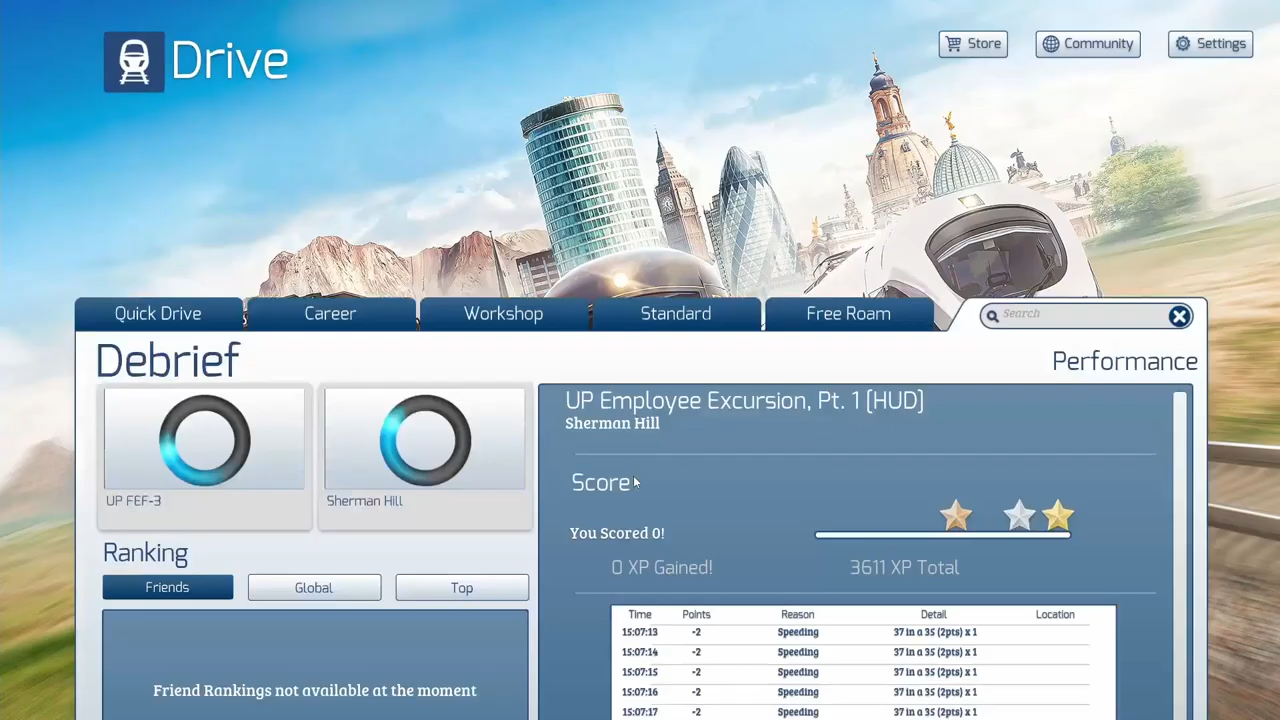 Drive
Store
Community
Settings
Quick Drive
Career
Workshop
Standard
Free Roam
Search
Debrief
Performance
UP FEF-3
Sherman Hill
Ranking
Friends
Global
Top
Friend Rankings not available at the moment
UP Employee Excursion, Pt. 1 [HUD]
Sherman Hill
Score
You Scored 0!
0 XP Gained!
3611 XP Total
Time Points Reason Detail Location
15:07:13 -2 Speeding 37 in a 35 (2pts) x 1
15:07:14 -2 Speeding 37 in a 35 (2pts) x 1
15:07:15 -2 Speeding 37 in a 35 (2pts) x 1
15:07:16 -2 Speeding 37 in a 35 (2pts) x 1
15:07:17 -2 Speeding 37 in a 35 (2pts) x 1